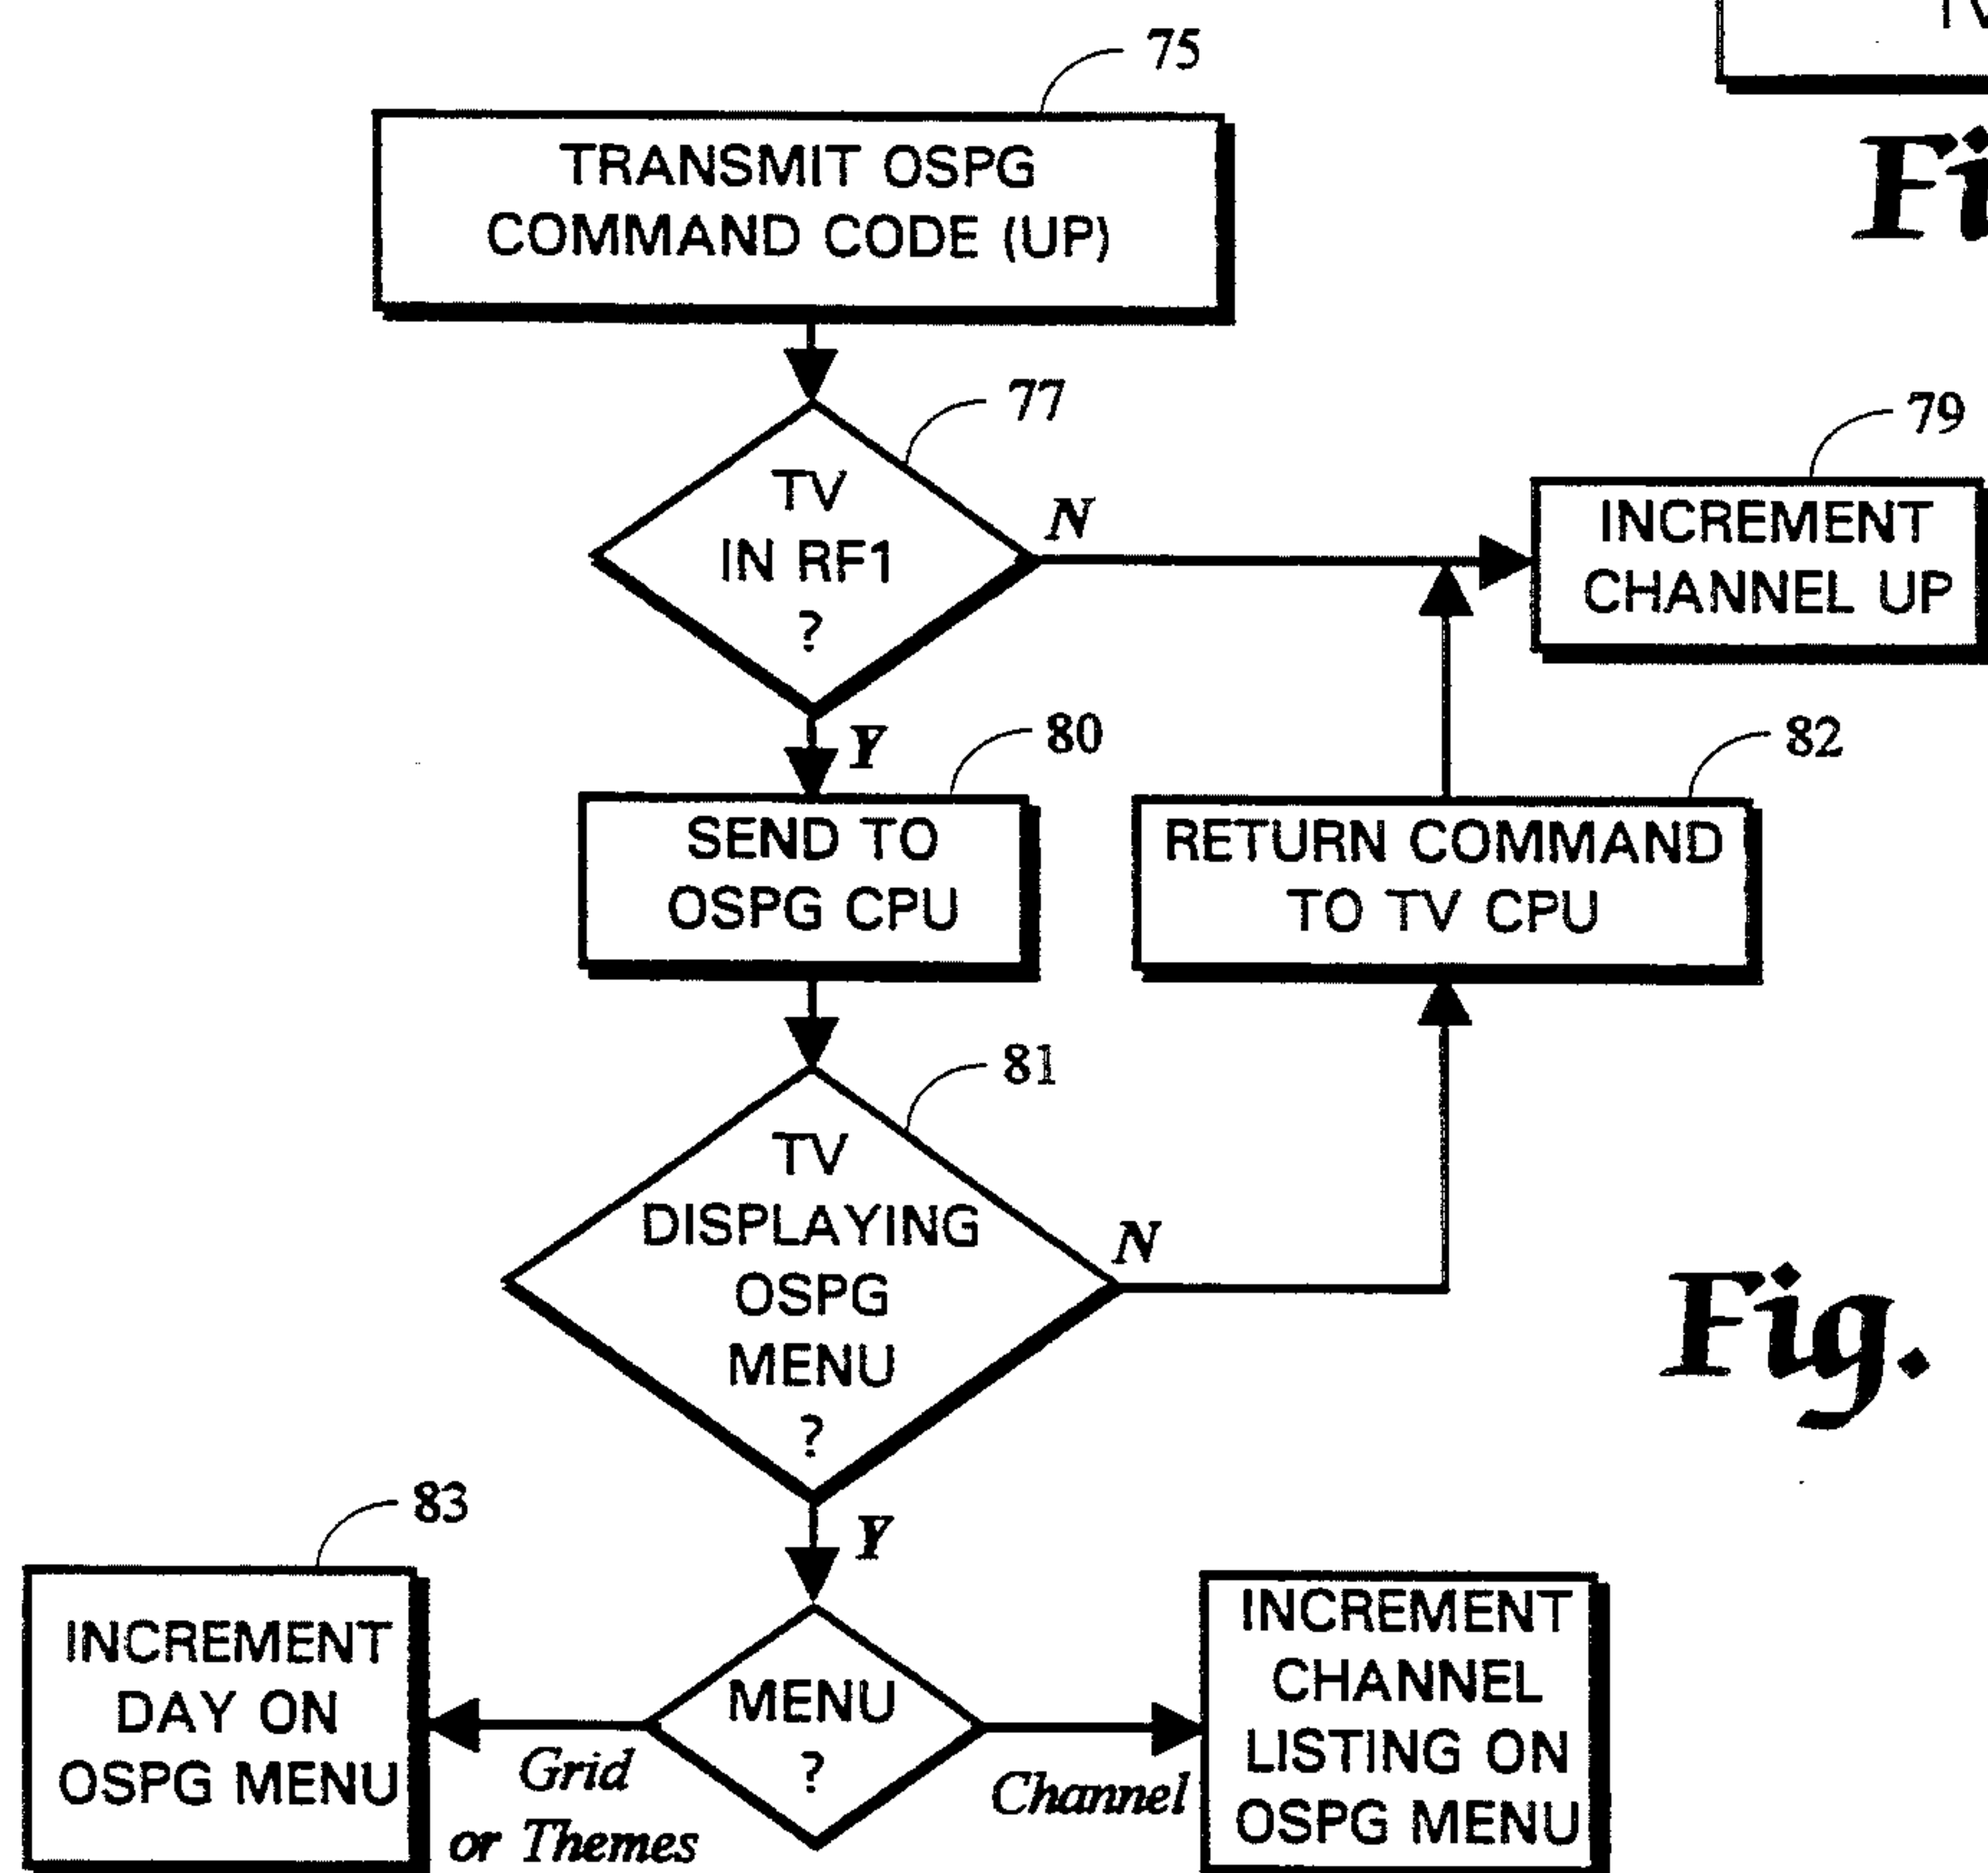 75
TRANSMIT OSPG
COMMAND CODE (UP)
77
TV
IN RF1
?
N
79
INCREMENT
CHANNEL UP
Y
80
SEND TO
OSPG CPU
82
RETURN COMMAND
TO TV CPU
81
TV
DISPLAYING
OSPG
MENU
?
N
Fig.
Y
83
INCREMENT
DAY ON
OSPG MENU
MENU
?
Grid
or Themes
Channel
INCREMENT
CHANNEL
LISTING ON
OSPG MENU